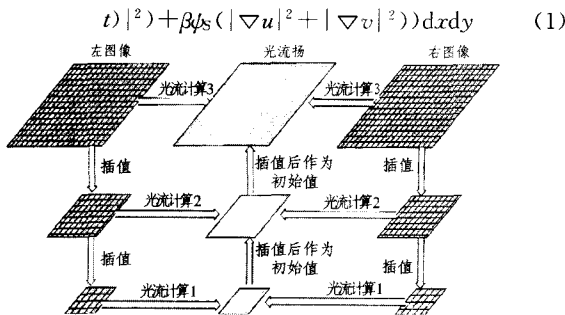 t)|²)+βψs(|▽u|²+|▽v|²))dxdy (1)
左图像 光流扬 右图像
光流计算3 光流计算3
插值 插值后作为 插值
初始值
光流计算2 光流计算2
插值 插值后作为 插值
初始值
光流计算1 光流计算1